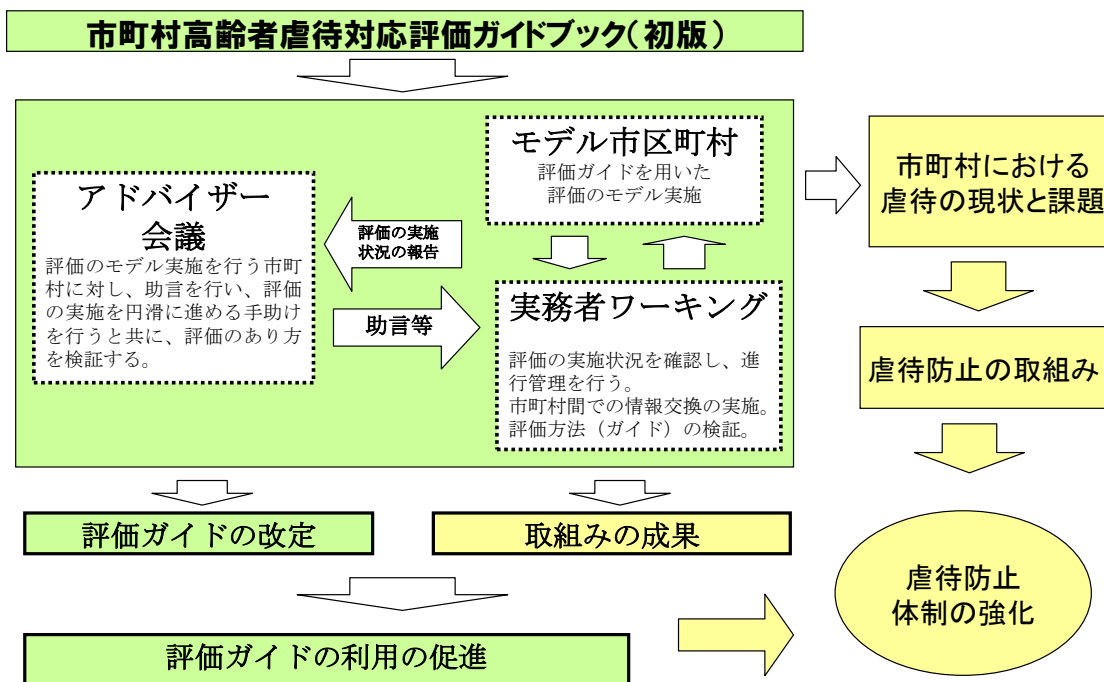 市町村高齢者虐待対応評価ガイドブック(初版)
モデル市区町村
評価ガイドを用いた
評価のモデル実施
アドバイザー
会議
評価のモデル実施を行う市町
村に対し、助言を行い、評価
の実施を円滑に進める手助け
を行うと共に、評価のあり方
を検証する。
評価の実施
状況の報告
助言等
実務者ワーキング
評価の実施状況を確認し、進
行管理を行う。
市町村間での情報交換の実施。
評価方法（ガイド）の検証。
市町村における
虐待の現状と課題
虐待防止の取組み
評価ガイドの改定
取組みの成果
虐待防止
体制の強化
評価ガイドの利用の促進